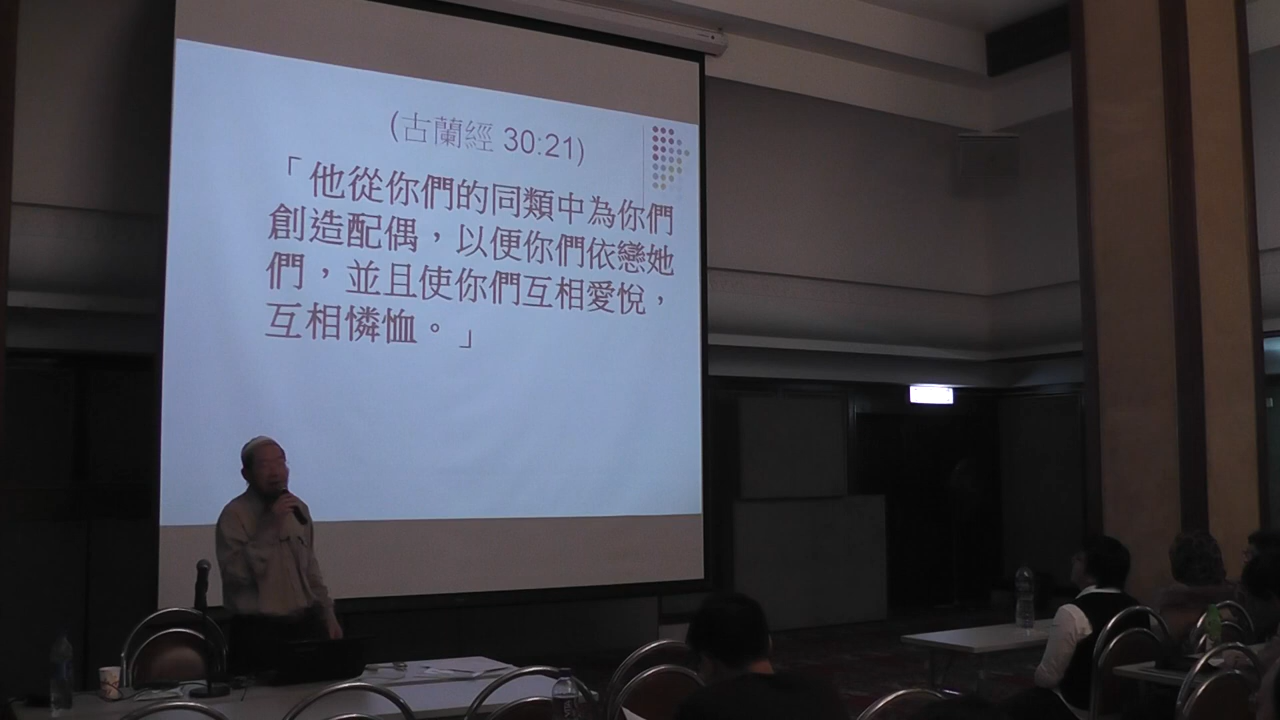 (古蘭經 30:21)
「他從你們的同類中為你們
創造配偶，以便你們依戀她
們，並且使你們互相愛悅，
互相憐恤。」